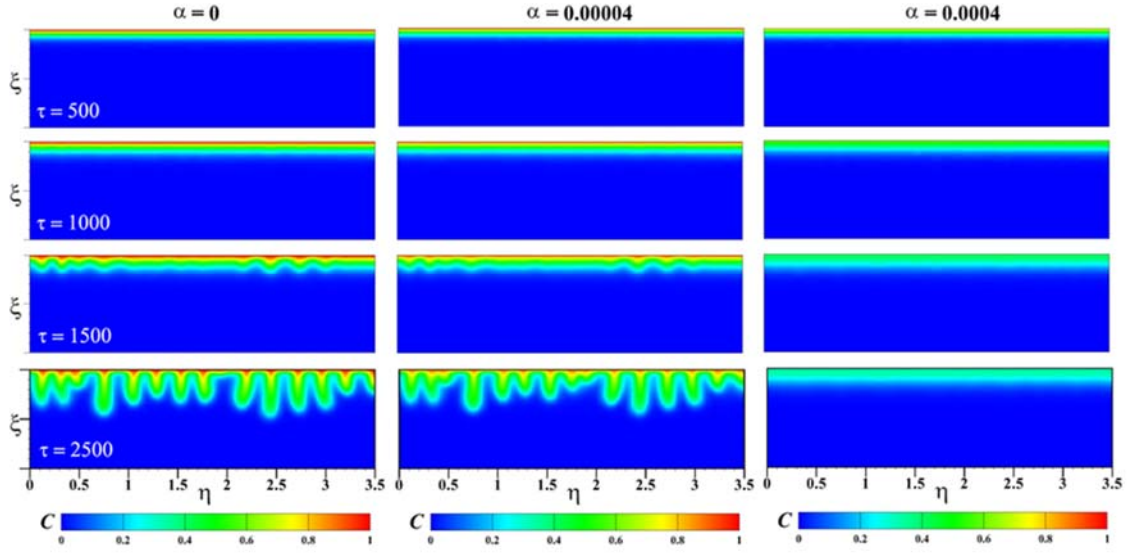 α = 0 α = 0.00004 α = 0.0004
ξ τ = 500
ξ τ = 1000
ξ τ = 1500
ξ τ = 2500
0 0.5 1 1.5 2 2.5 3 3.5 0 0.5 1 1.5 2 2.5 3 3.5 0 0.5 1 1.5 2 2.5 3 3.5
η η η
C C C
0 0.2 0.4 0.6 0.8 1 0 0.2 0.4 0.6 0.8 1 0 0.2 0.4 0.6 0.8 1